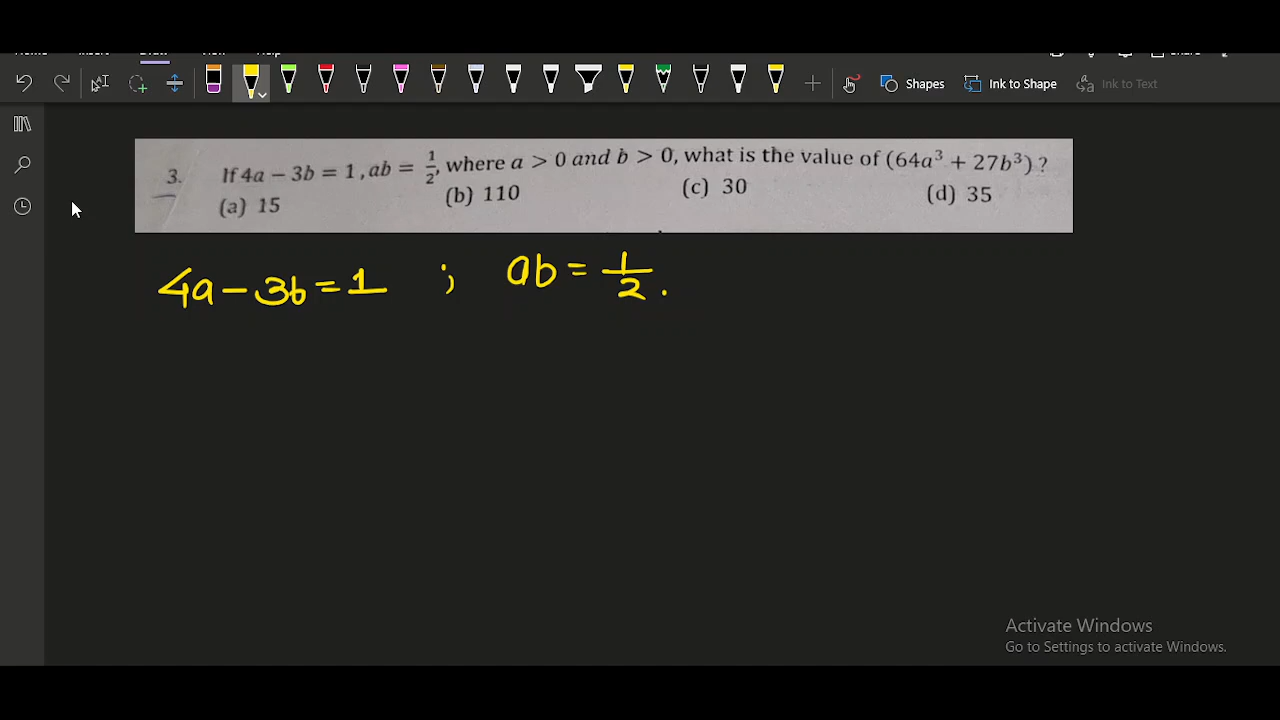 Shapes Ink to Shape Ink to Text
3. If 4a − 3b = 1, ab = 1/2, where a > 0 and b > 0, what is the value of (64a³ + 27b³) ?
(a) 15 (b) 110 (c) 30 (d) 35
4a − 3b = 1 ; ab = 1/2.
Activate Windows
Go to Settings to activate Windows.